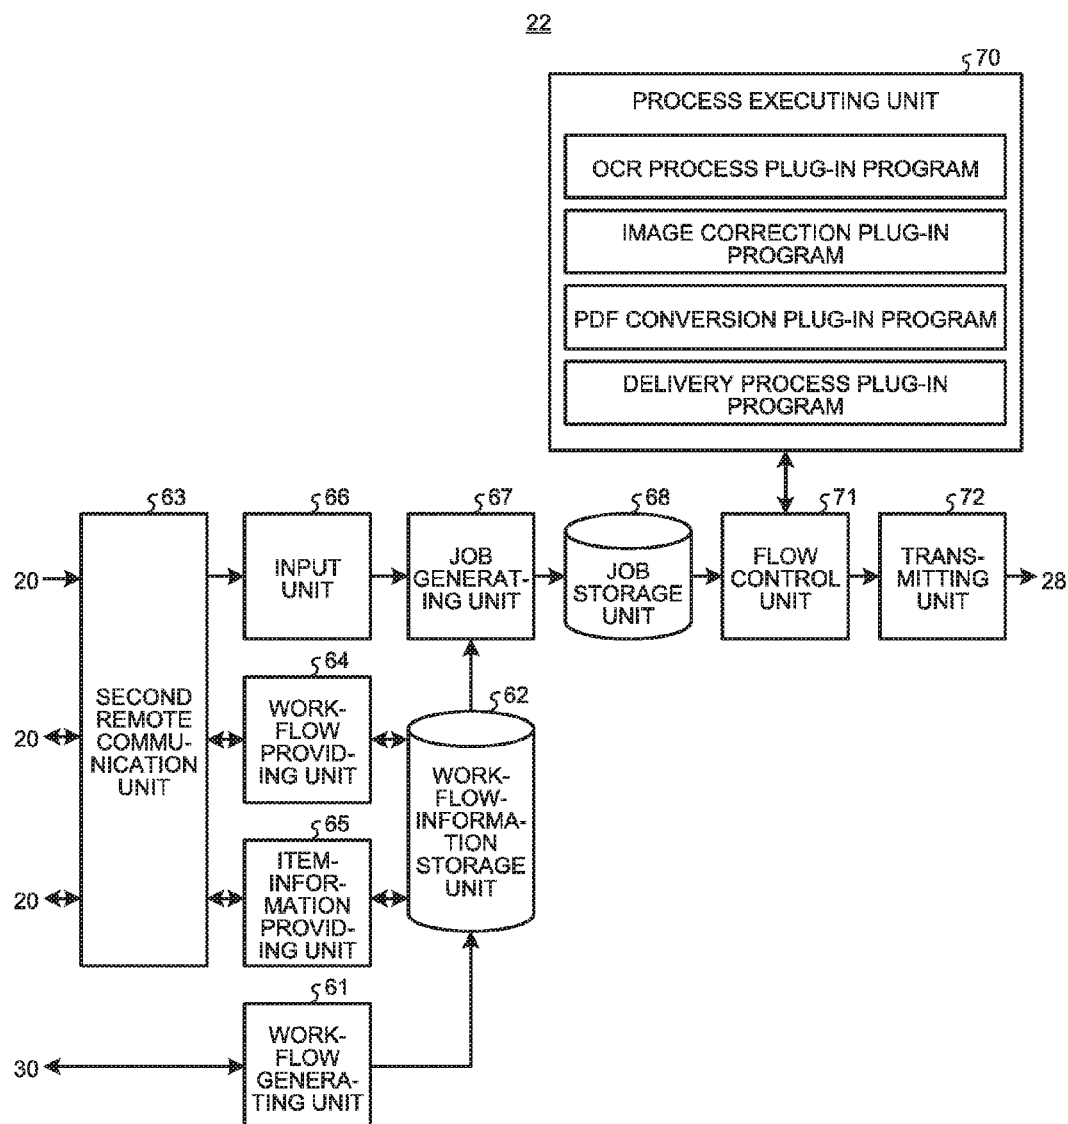 22
70
PROCESS EXECUTING UNIT
OCR PROCESS PLUG-IN PROGRAM
IMAGE CORRECTION PLUG-IN
PROGRAM
PDF CONVERSION PLUG-IN PROGRAM
DELIVERY PROCESS PLUG-IN
PROGRAM
63
66
67
68
71
72
20
INPUT
UNIT
JOB
GENERAT-
ING UNIT
JOB
STORAGE
UNIT
FLOW
CONTROL
UNIT
TRANS-
MITTING
UNIT
28
SECOND
REMOTE
COMMU-
NICATION
UNIT
64
62
20
WORK-
FLOW
PROVID-
ING UNIT
WORK-
FLOW-
INFORMA-
TION
STORAGE
UNIT
65
20
ITEM-
INFOR-
MATION
PROVID-
ING UNIT
61
30
WORK-
FLOW
GENERA-
TING UNIT